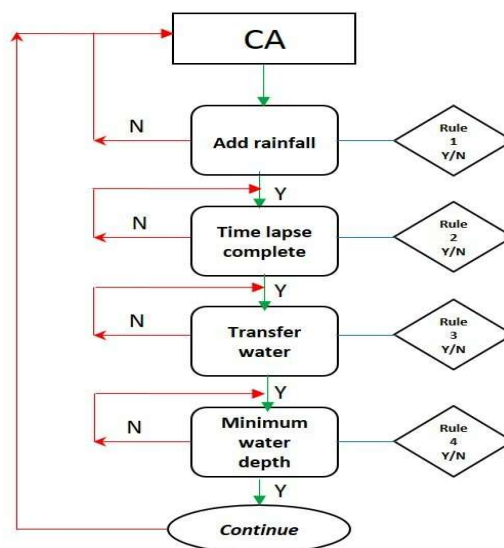 CA
N
Add rainfall
Rule
1
Y/N
Y
Time lapse
complete
N
Rule
2
Y/N
Y
Transfer
water
N
Rule
3
Y/N
Y
Minimum
water
depth
N
Rule
4
Y/N
Y
Continue